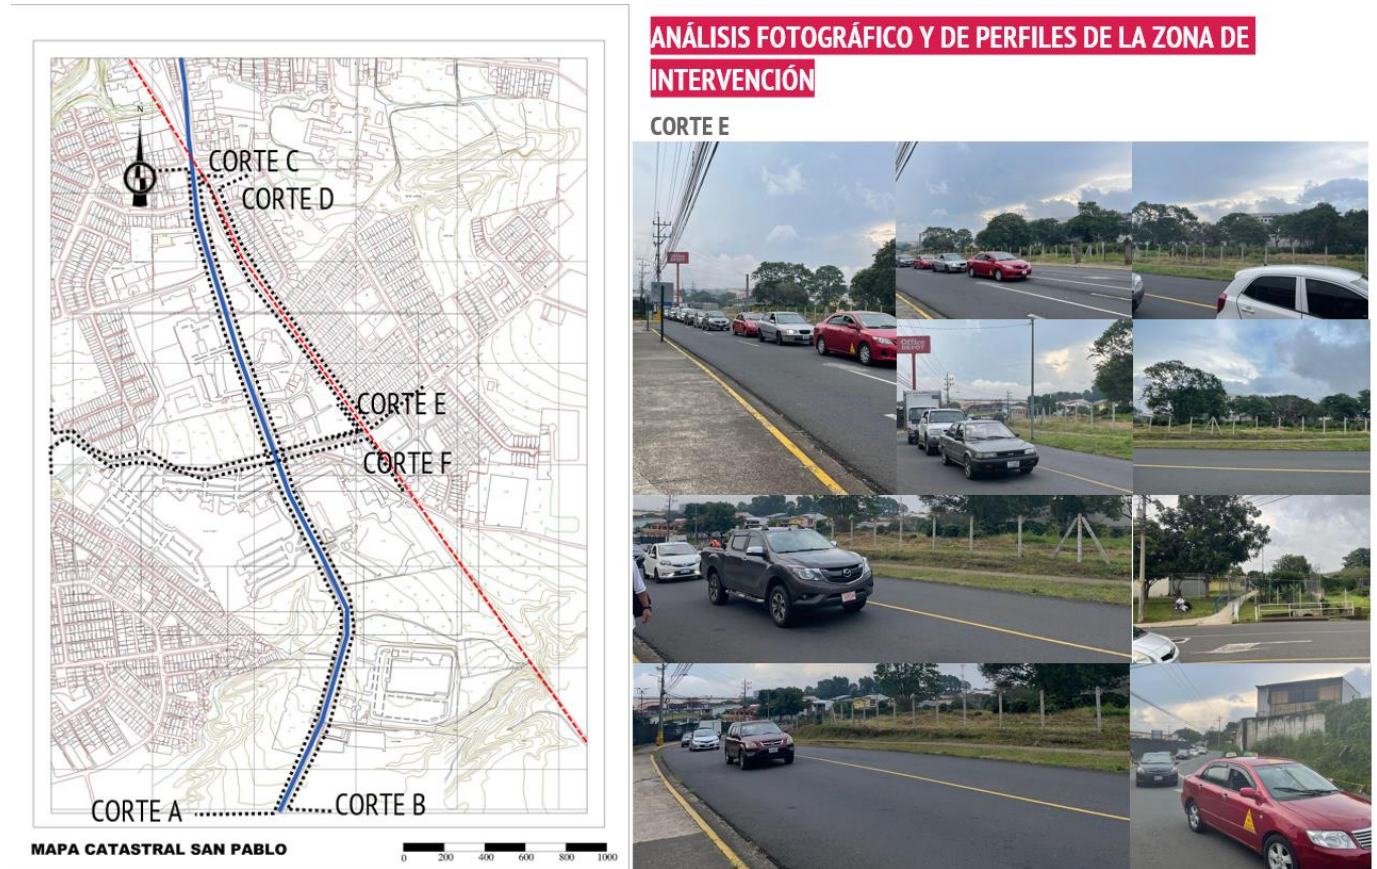 ANÁLISIS FOTOGRÁFICO Y DE PERFILES DE LA ZONA DE
INTERVENCIÓN
CORTE E
N
CORTE C
CORTE D
CORTE E
CORTE F
CORTE A
CORTE B
MAPA CATASTRAL SAN PABLO
0 200 400 600 800 1000
Office
DEPOT